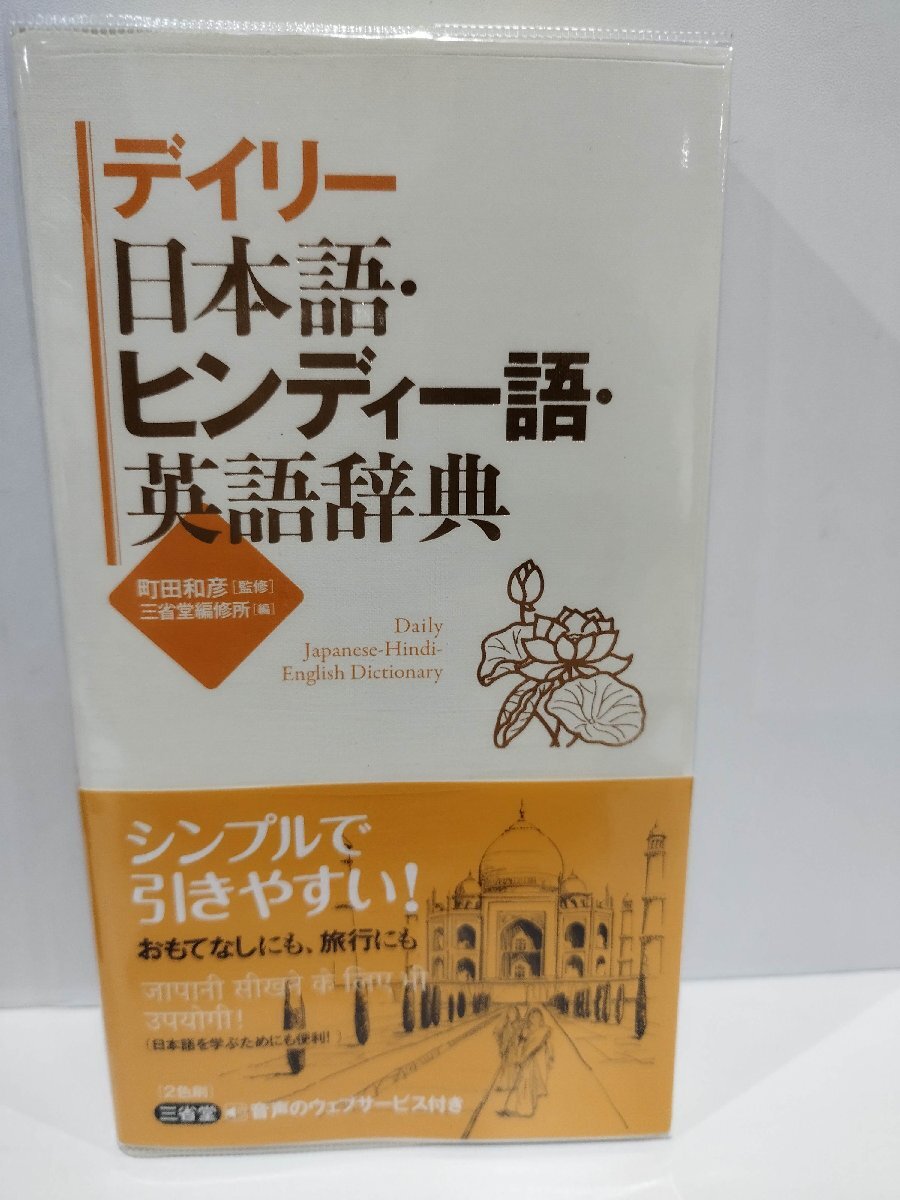 デイリー
日本語・
ヒンディー語・
英語辞典
町田和彦[監修]
三省堂編修所[編]
Daily
Japanese-Hindi-
English Dictionary
シンプルで
引きやすい!
おもてなしにも、旅行にも
जापानी सीखने के लिए भी
उपयोगी!
(日本語を学ぶためにも便利!)
[2色刷]
三省堂 音声のウェブサービス付き